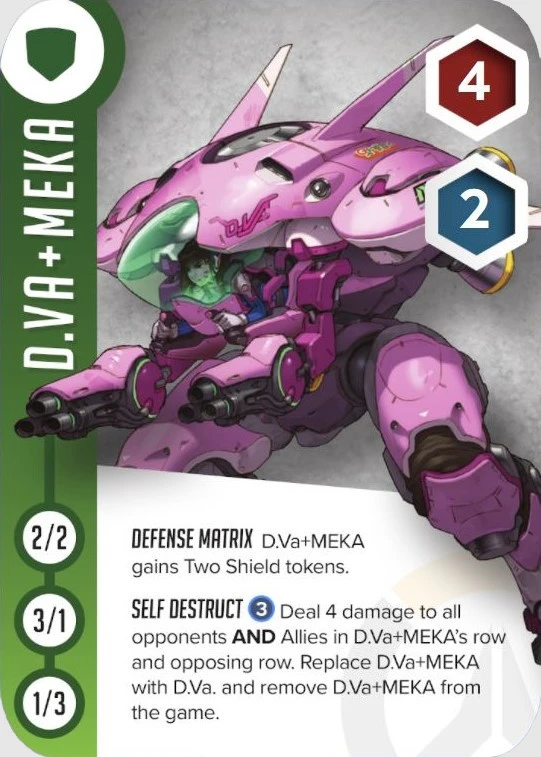 4
2
D.VA+MEKA
D.VA
2/2
3/1
1/3
DEFENSE MATRIX D.Va+MEKA
gains Two Shield tokens.
SELF DESTRUCT 3 Deal 4 damage to all
opponents AND Allies in D.Va+MEKA's row
and opposing row. Replace D.Va+MEKA
with D.Va. and remove D.Va+MEKA from
the game.